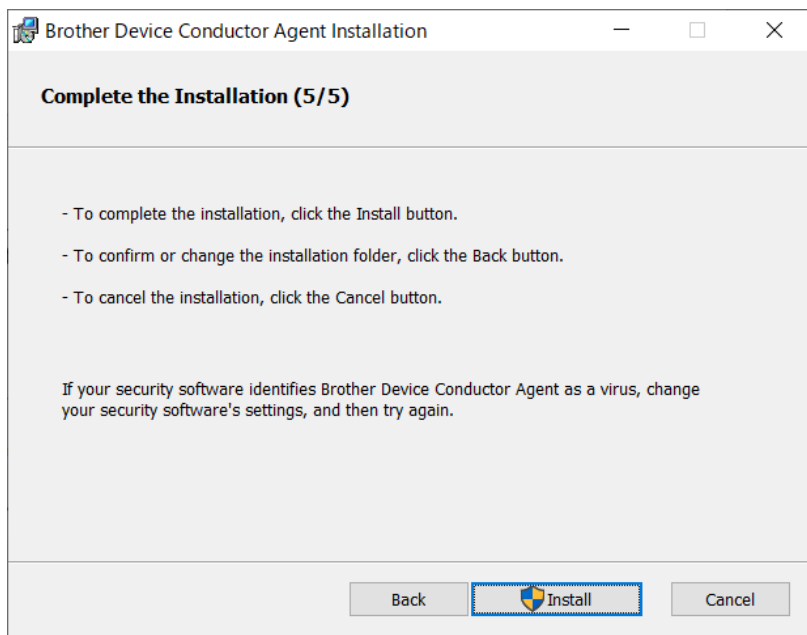 Brother Device Conductor Agent Installation
Complete the Installation (5/5)
- To complete the installation, click the Install button.
- To confirm or change the installation folder, click the Back button.
- To cancel the installation, click the Cancel button.
If your security software identifies Brother Device Conductor Agent as a virus, change
your security software's settings, and then try again.
Back Install Cancel